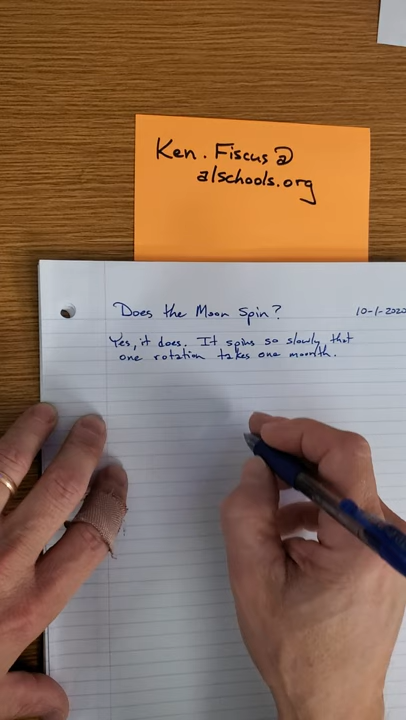 Ken.Fiscus@
alschools.org
Does the Moon Spin?
10-1-2020
Yes, it does. It spins so slowly that
one rotation takes one moonth.